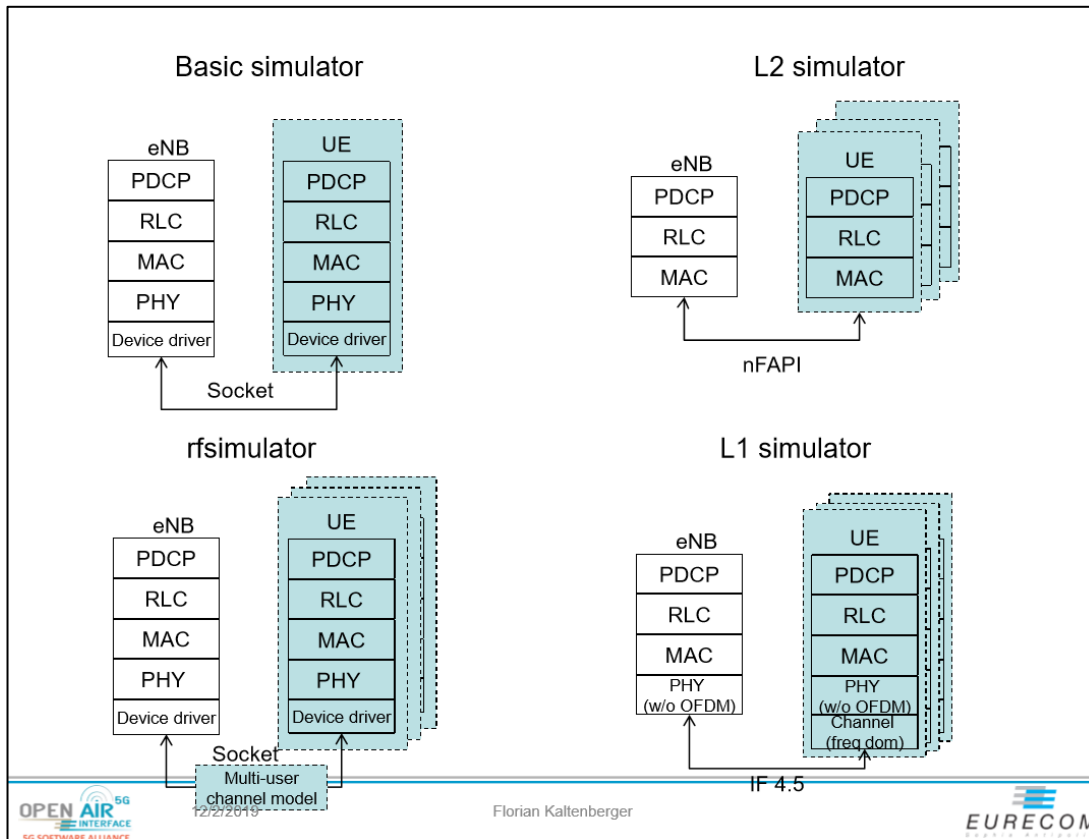 Basic simulator
eNB
PDCP
RLC
MAC
PHY
Device driver
UE
PDCP
RLC
MAC
PHY
Device driver
Socket
L2 simulator
eNB
PDCP
RLC
MAC
UE
PDCP
RLC
MAC
nFAPI
rfsimulator
eNB
PDCP
RLC
MAC
PHY
Device driver
UE
PDCP
RLC
MAC
PHY
Device driver
Socket
Multi-user
channel model
L1 simulator
eNB
PDCP
RLC
MAC
PHY
(w/o OFDM)
UE
PDCP
RLC
MAC
PHY
(w/o OFDM)
Channel
(freq dom)
IF 4.5
OPEN AIR 5G
INTERFACE
5G SOFTWARE ALLIANCE
12/2/2019
Florian Kaltenberger
EURECOM